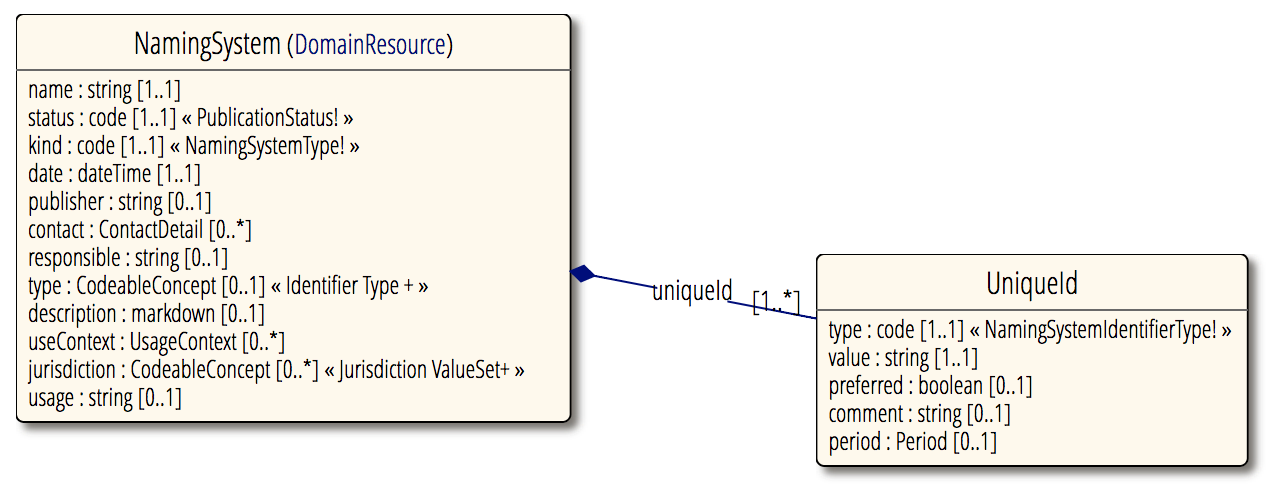 NamingSystem (DomainResource)
name : string [1..1]
status : code [1..1] « PublicationStatus! »
kind : code [1..1] « NamingSystemType! »
date : dateTime [1..1]
publisher : string [0..1]
contact : ContactDetail [0..*]
responsible : string [0..1]
type : CodeableConcept [0..1] « Identifier Type + »
description : markdown [0..1]
useContext : UsageContext [0..*]
jurisdiction : CodeableConcept [0..*] « Jurisdiction ValueSet+ »
usage : string [0..1]
uniqueId [1..*]
UniqueId
type : code [1..1] « NamingSystemIdentifierType! »
value : string [1..1]
preferred : boolean [0..1]
comment : string [0..1]
period : Period [0..1]